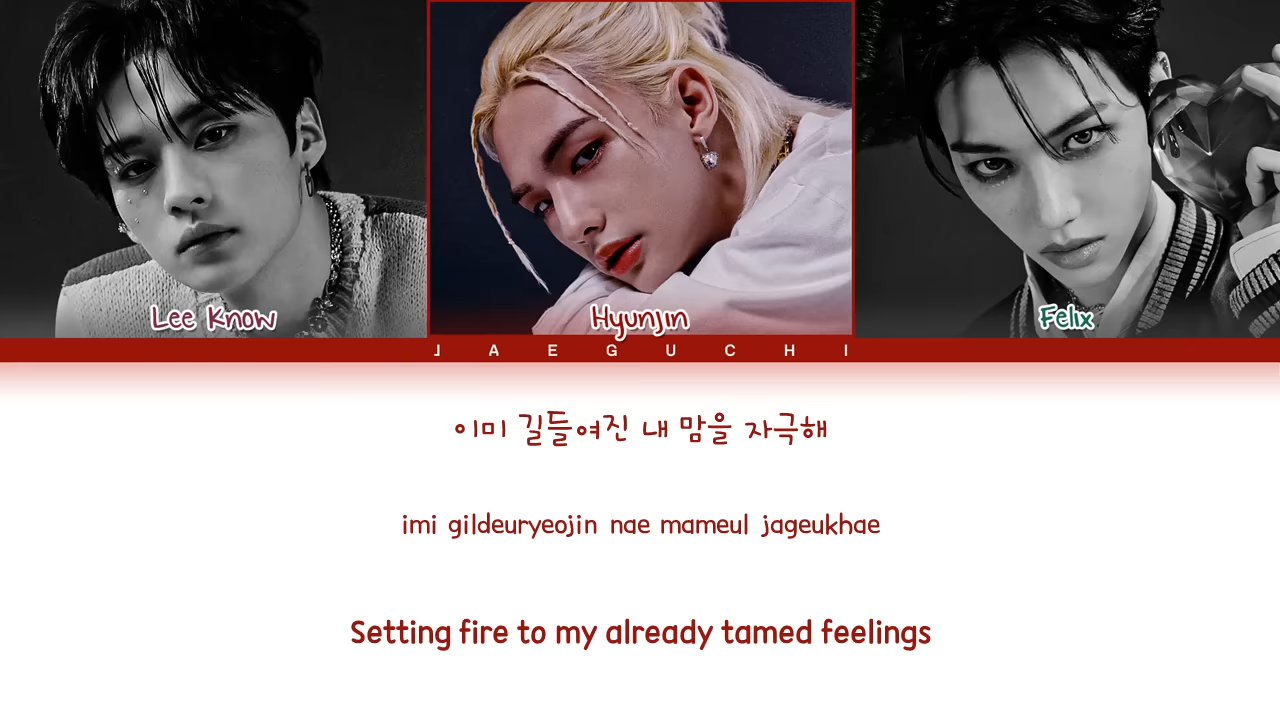 Lee Know Hyunjin Felix
JAEGUCHI
이미 길들여진 내 맘을 자극해
imi gildeuryeojin nae mameul jageukhae
Setting fire to my already tamed feelings